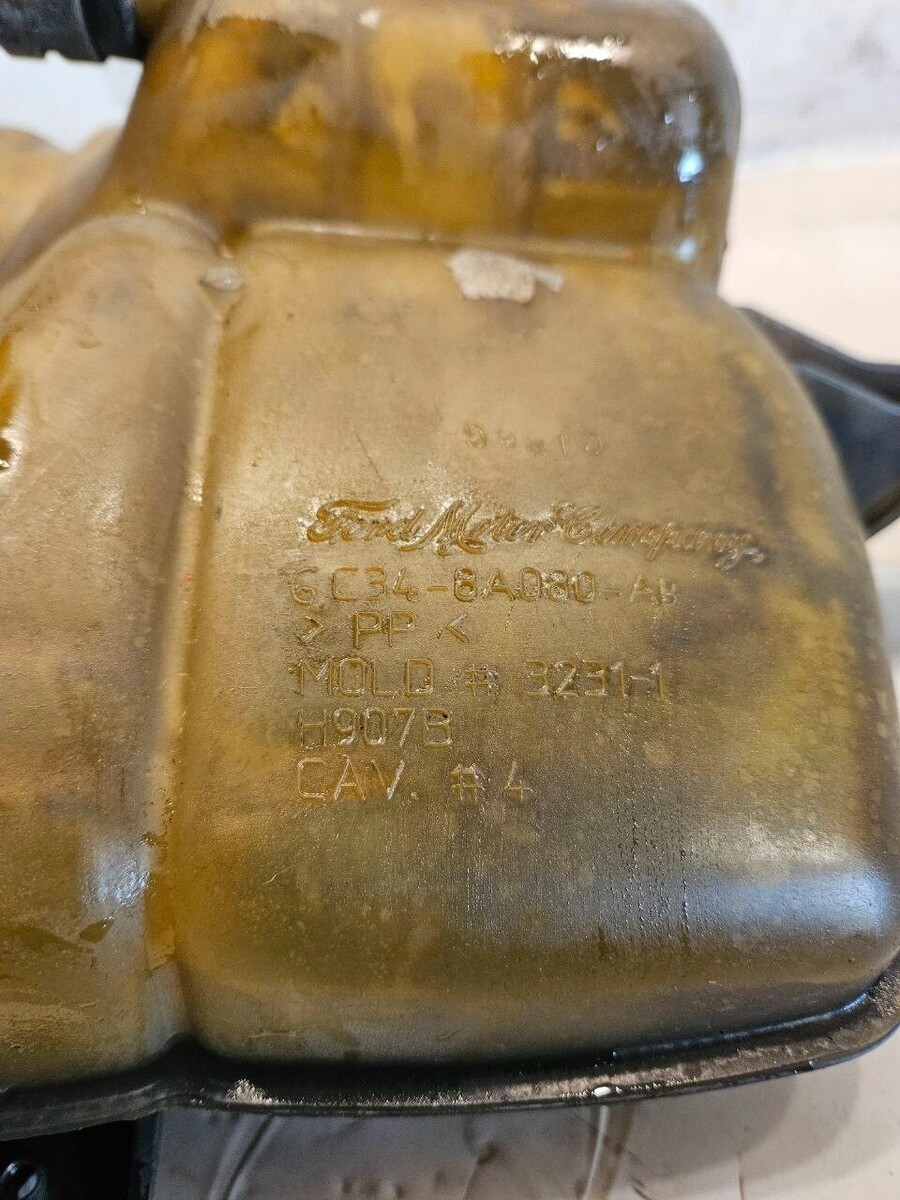 Ford Motor Company
6C34-8A080-AB
> PP <
MOLD # 3231-1
H907B
CAV. # 4